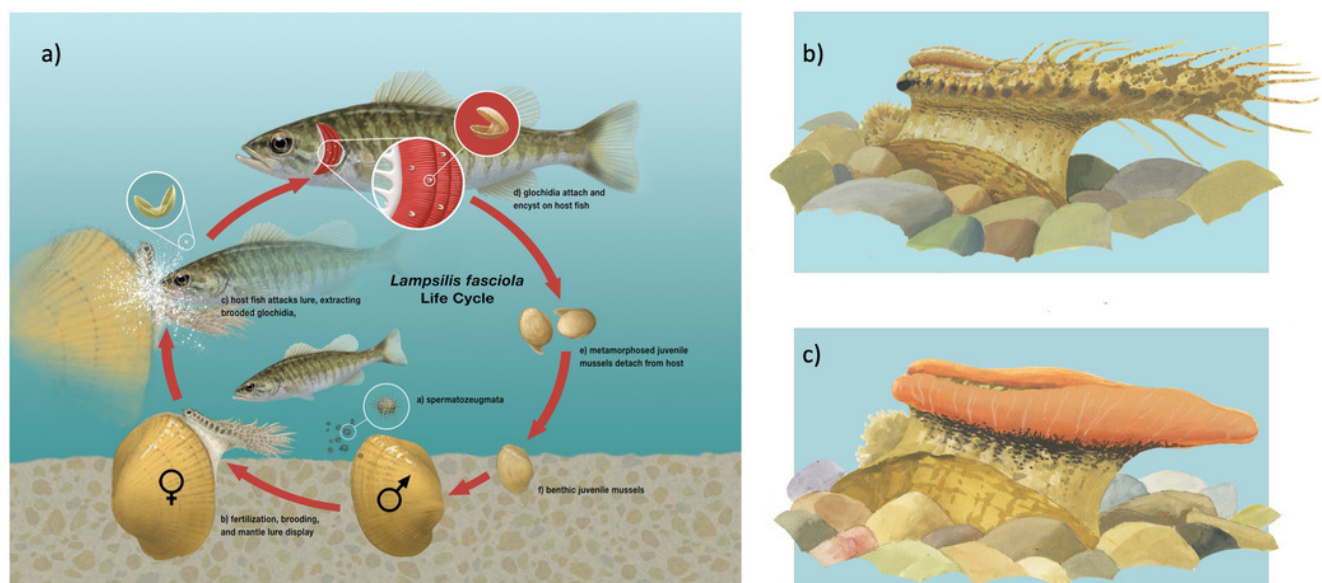 a)
b)
d) glochidia attach and
encyst on host fish
Lampsilis fasciola
Life Cycle
c) host fish attacks lure, extracting
brooded glochidia,
e) metamorphosed juvenile
mussels detach from host
a) spermatozeugmata
f) benthic juvenile mussels
b) fertilization, brooding,
and mantle lure display
c)